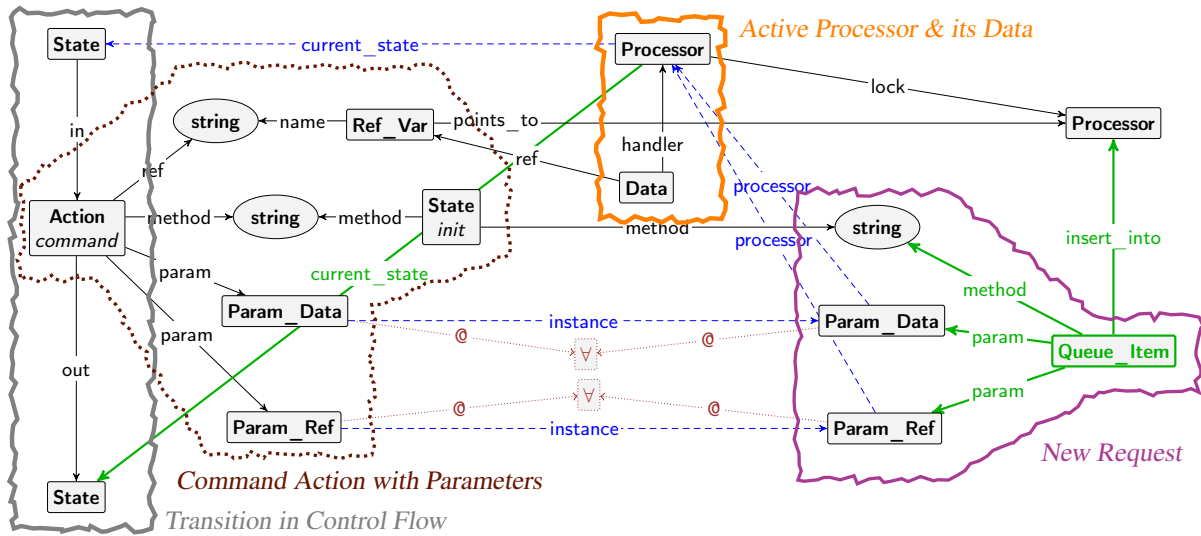 Active Processor & its Data
State
current_state
Processor
lock
string
name
Ref_Var
points_to
Processor
in
handler
ref
ref
Data
processor
State
init
Action
command
method
string
method
method
string
processor
insert_into
param
current_state
method
Param_Data
instance
Param_Data
param
@
@
param
∀
Queue_Item
out
∀
param
@
@
Param_Ref
instance
Param_Ref
New Request
Command Action with Parameters
State
Transition in Control Flow